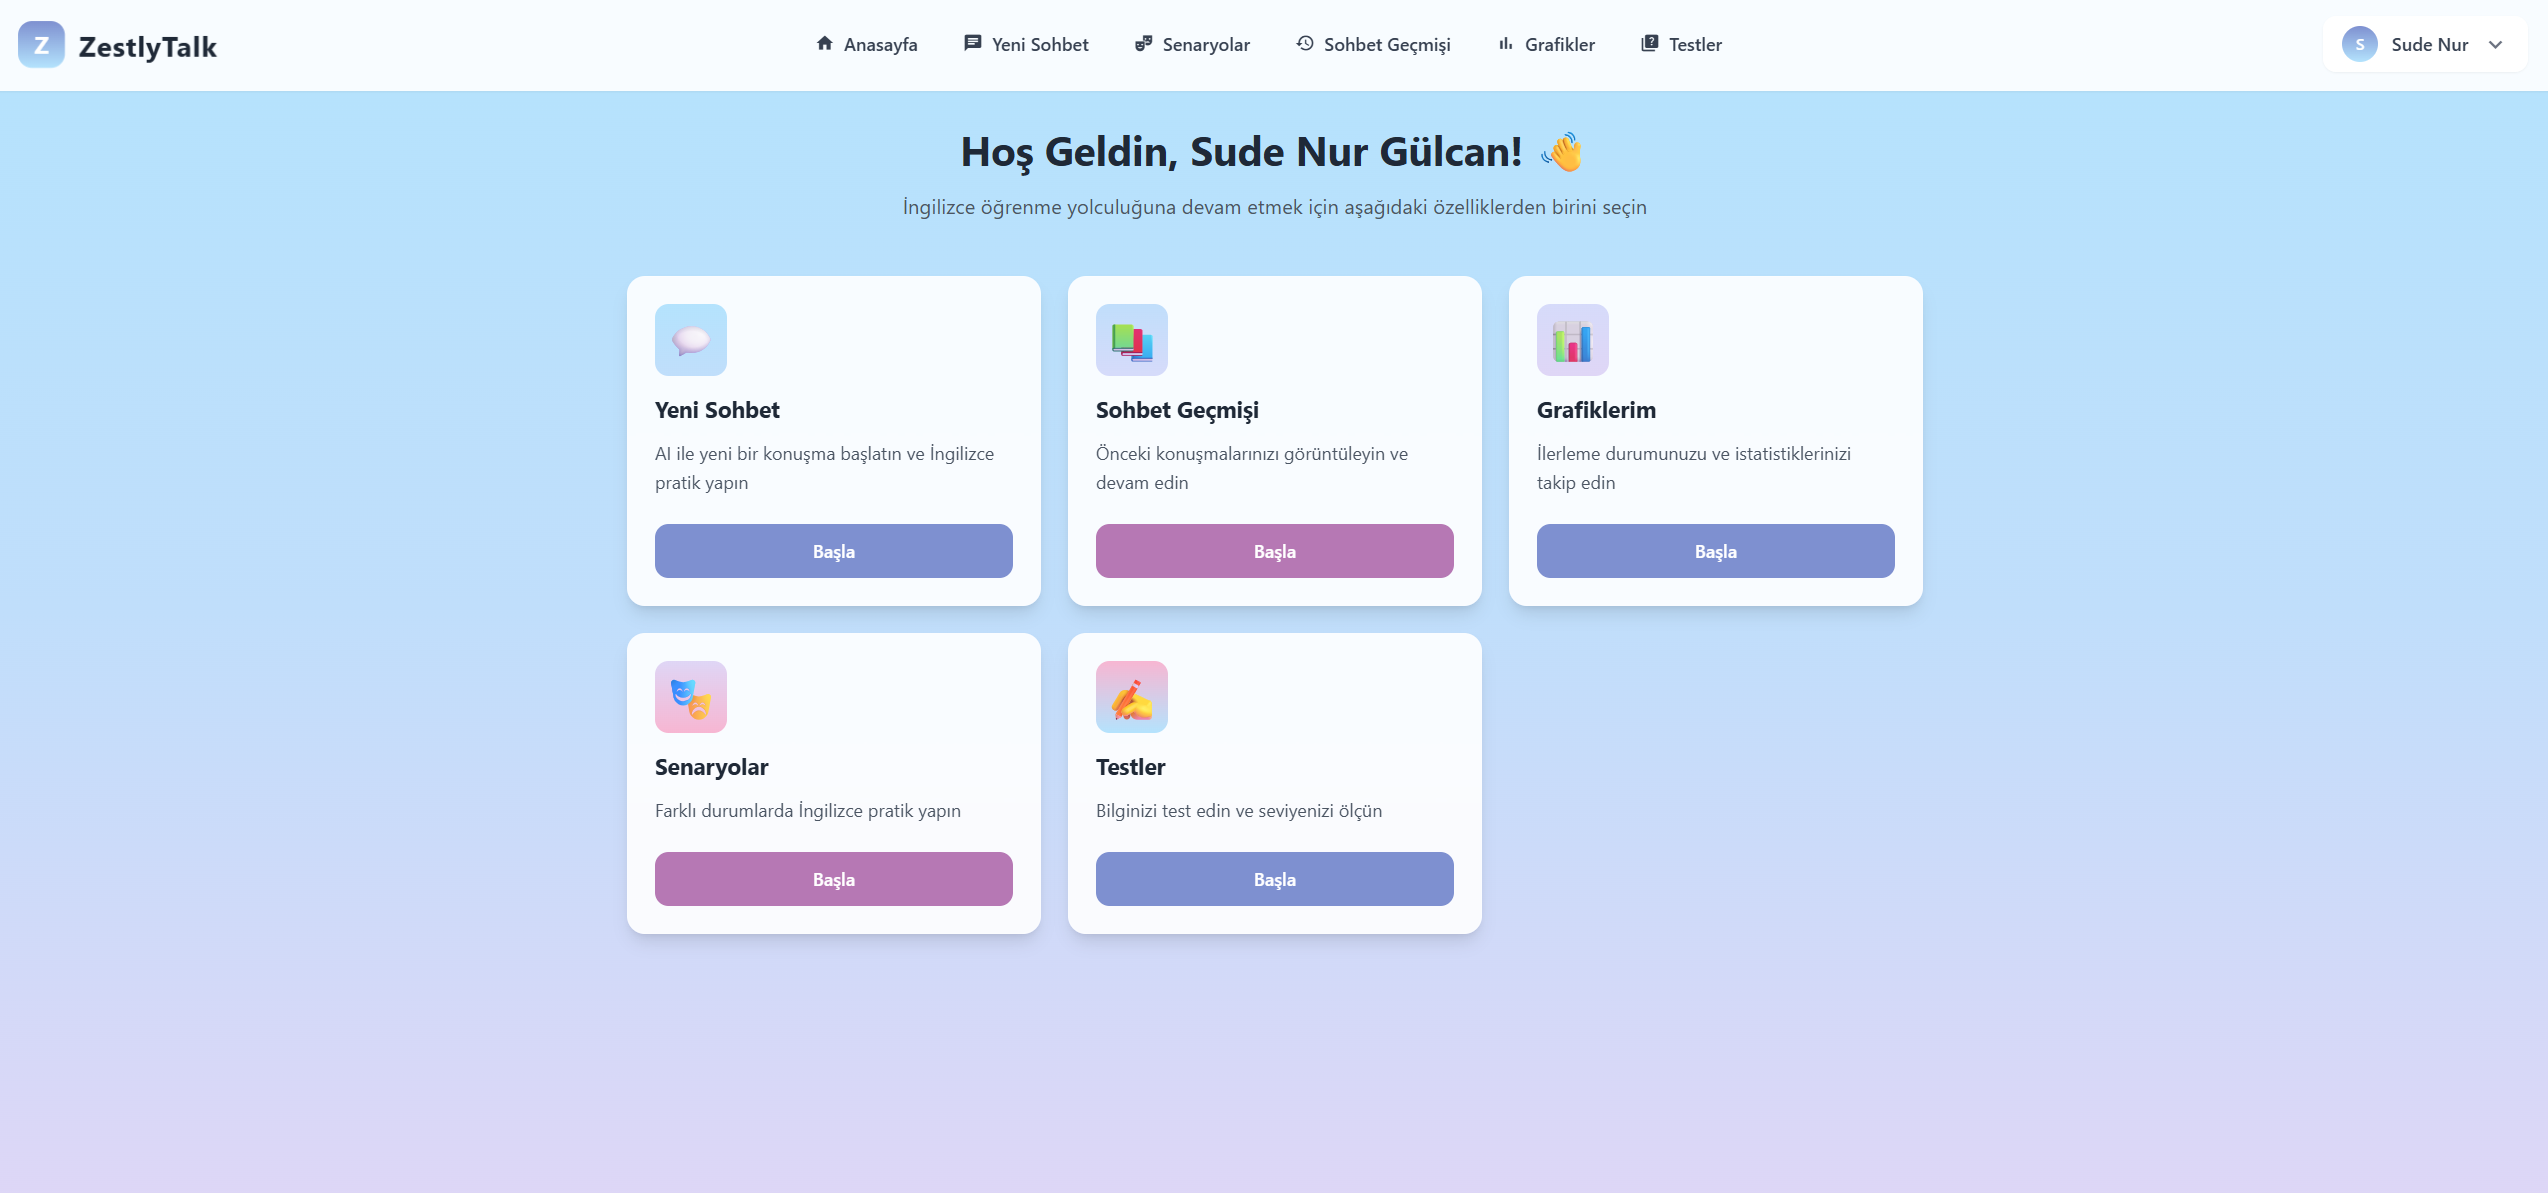 Z ZestlyTalk
Anasayfa
Yeni Sohbet
Senaryolar
Sohbet Geçmişi
Grafikler
Testler
S Sude Nur
Hoş Geldin, Sude Nur Gülcan! 👋
İngilizce öğrenme yolculuğuna devam etmek için aşağıdaki özelliklerden birini seçin
Yeni Sohbet
AI ile yeni bir konuşma başlatın ve İngilizce
pratik yapın
Başla
Sohbet Geçmişi
Önceki konuşmalarınızı görüntüleyin ve
devam edin
Başla
Grafiklerim
İlerleme durumunuzu ve istatistiklerinizi
takip edin
Başla
Senaryolar
Farklı durumlarda İngilizce pratik yapın
Başla
Testler
Bilginizi test edin ve seviyenizi ölçün
Başla